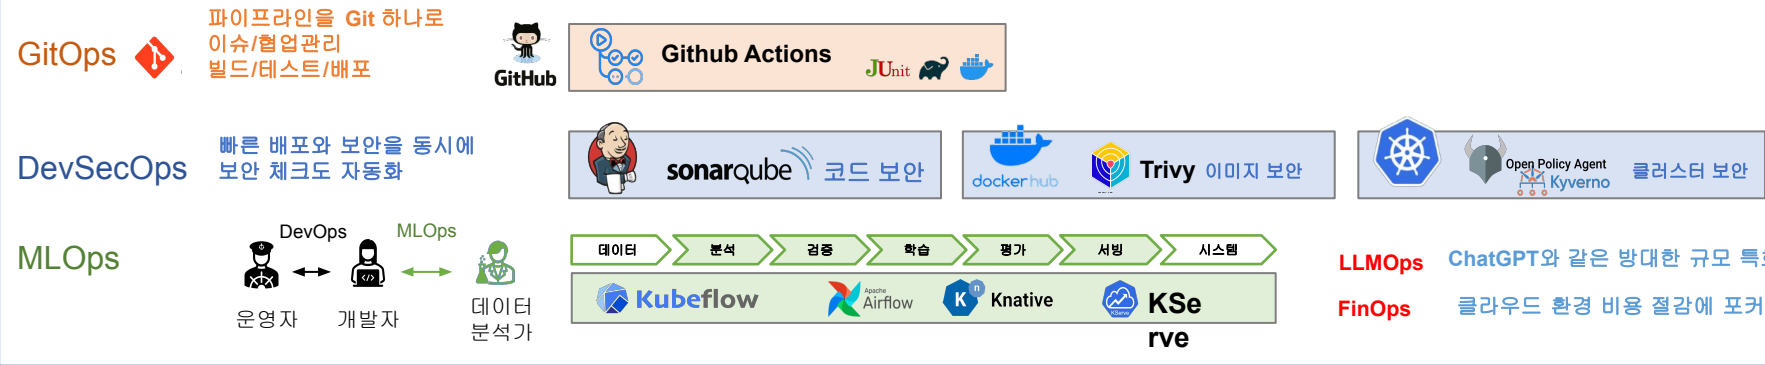 GitOps
파이프라인을 Git 하나로
이슈/협업관리
빌드/테스트/배포
GitHub
Github Actions
JUnit
DevSecOps
빠른 배포와 보안을 동시에
보안 체크도 자동화
sonarqube 코드 보안
docker hub
Trivy 이미지 보안
Open Policy Agent
Kyverno
클러스터 보안
MLOps
DevOps
MLOps
운영자
개발자
데이터
분석가
데이터
분석
검증
학습
평가
서빙
시스템
Kubeflow
Apache
Airflow
K n
Knative
KServe
KSe
rve
LLMOps
ChatGPT와 같은 방대한 규모
FinOps
클라우드 환경 비용 절감에